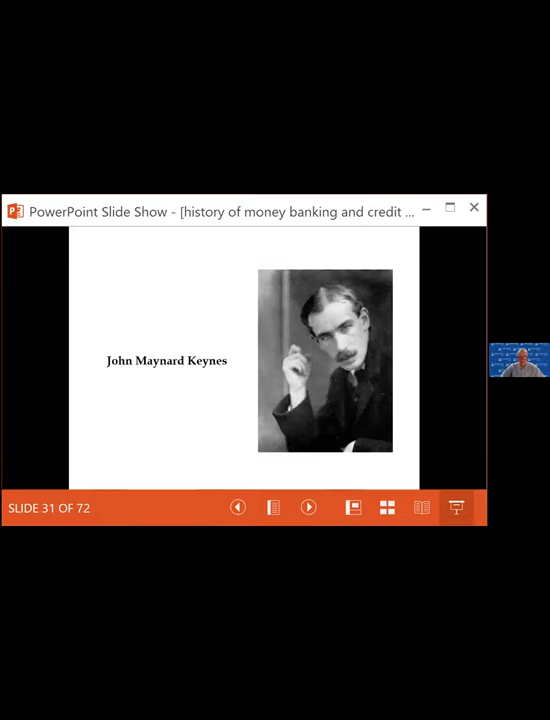 PowerPoint Slide Show - [history of money banking and credit ...
John Maynard Keynes
SLIDE 31 OF 72